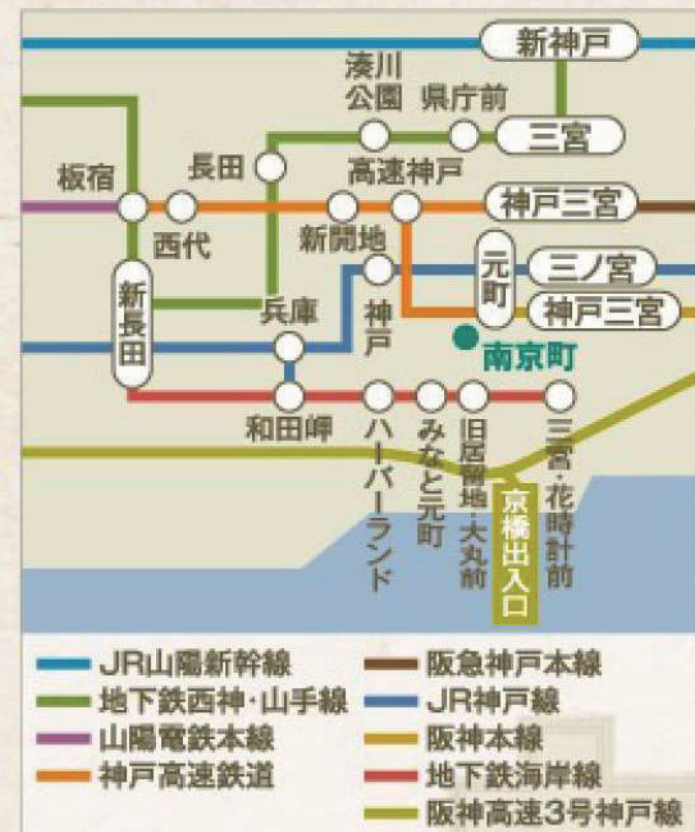 新神戸
湊川
公園
県庁前
三宮
長田
高速神戸
板宿
神戸三宮
西代
新開地
元町
三ノ宮
新長田
兵庫
神戸
神戸三宮
南京町
和田岬
ハーバーランド
みなと元町
旧居留地・大丸前
三宮・花時計前
京橋出入口
JR山陽新幹線
地下鉄西神・山手線
山陽電鉄本線
神戸高速鉄道
阪急神戸本線
JR神戸線
阪神本線
地下鉄海岸線
阪神高速3号神戸線